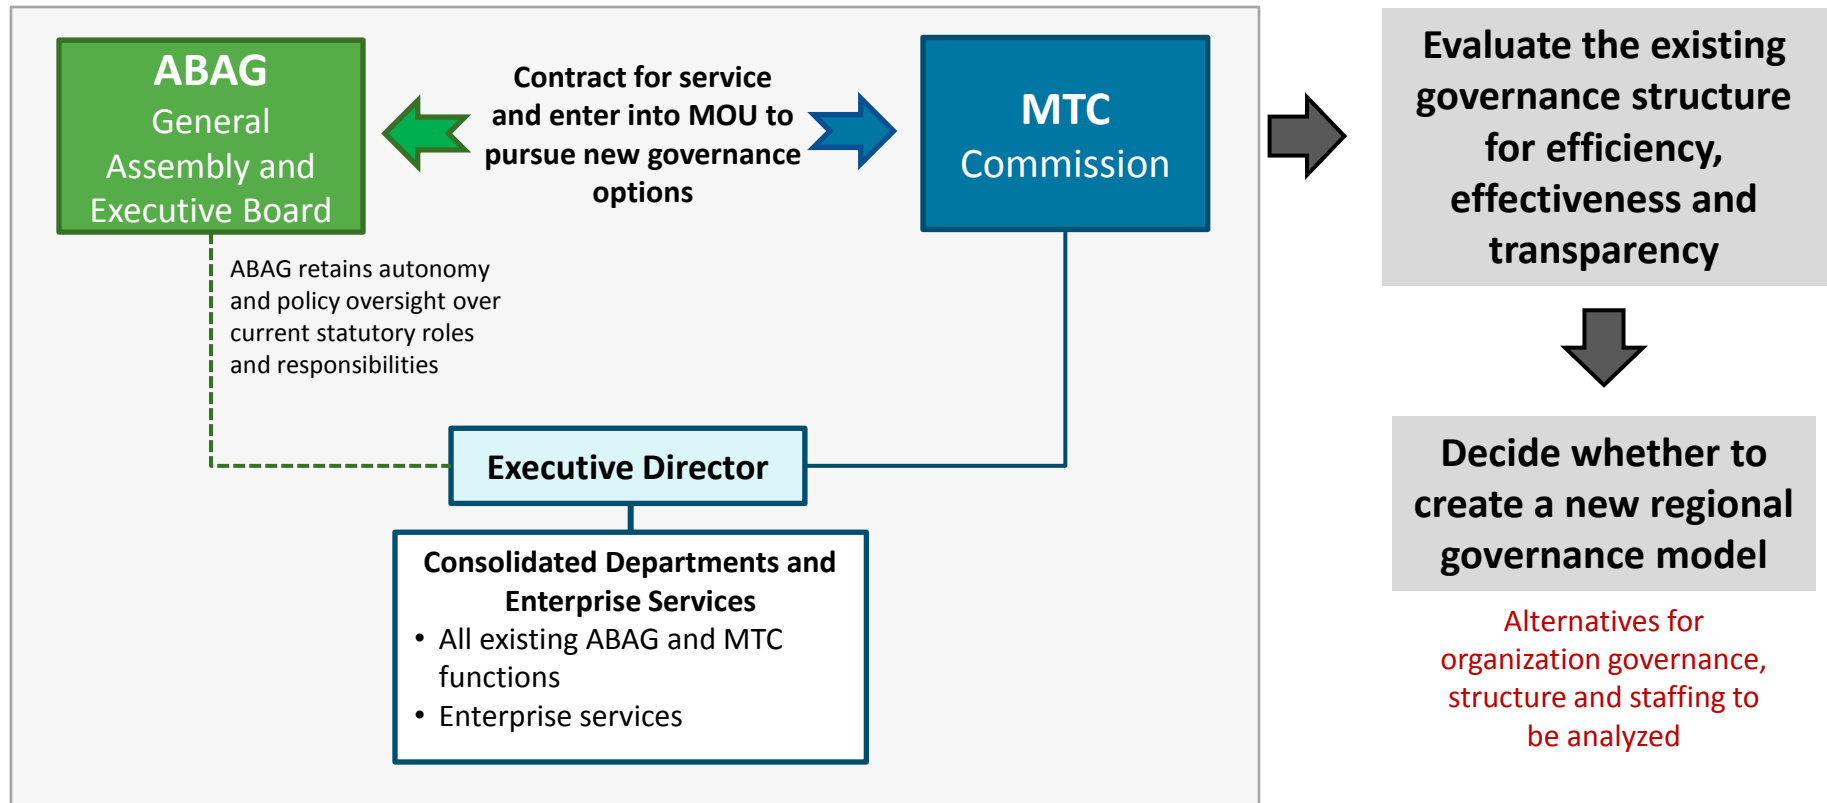 ABAG
General
Assembly and
Executive Board
Contract for service
and enter into MOU to
pursue new governance
options
MTC
Commission
Evaluate the existing
governance structure
for efficiency,
effectiveness and
transparency
ABAG retains autonomy
and policy oversight over
current statutory roles
and responsibilities
Executive Director
Consolidated Departments and
Enterprise Services
• All existing ABAG and MTC
functions
• Enterprise services
Decide whether to
create a new regional
governance model
Alternatives for
organization governance,
structure and staffing to
be analyzed